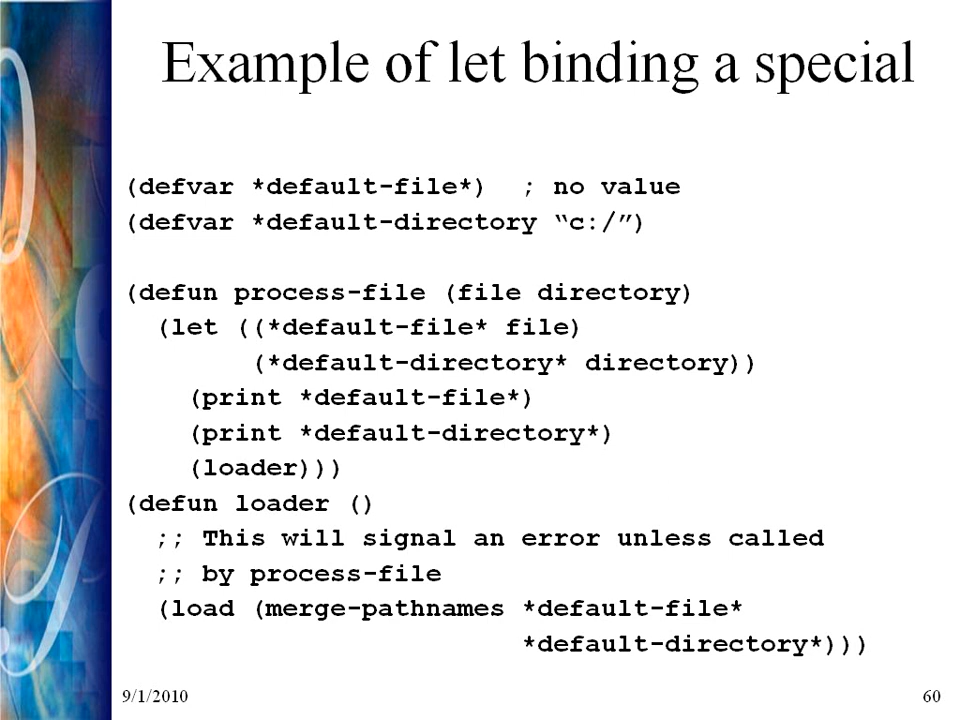 Example of let binding a special
(defvar *default-file*)  ; no value
(defvar *default-directory “c:/”)
(defun process-file (file directory)
  (let ((*default-file* file)
        (*default-directory* directory))
    (print *default-file*)
    (print *default-directory*)
    (loader)))
(defun loader ()
  ;; This will signal an error unless called
  ;; by process-file
  (load (merge-pathnames *default-file*
                         *default-directory*)))
9/1/2010
60